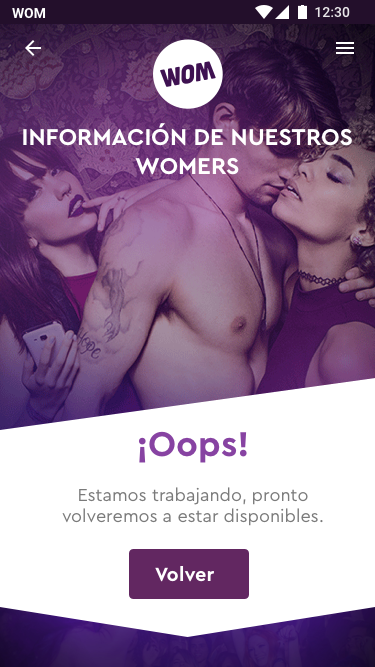 WOM
12:30
WOM
INFORMACIÓN DE NUESTROS
WOMERS
¡Oops!
Estamos trabajando, pronto
volveremos a estar disponibles.
Volver